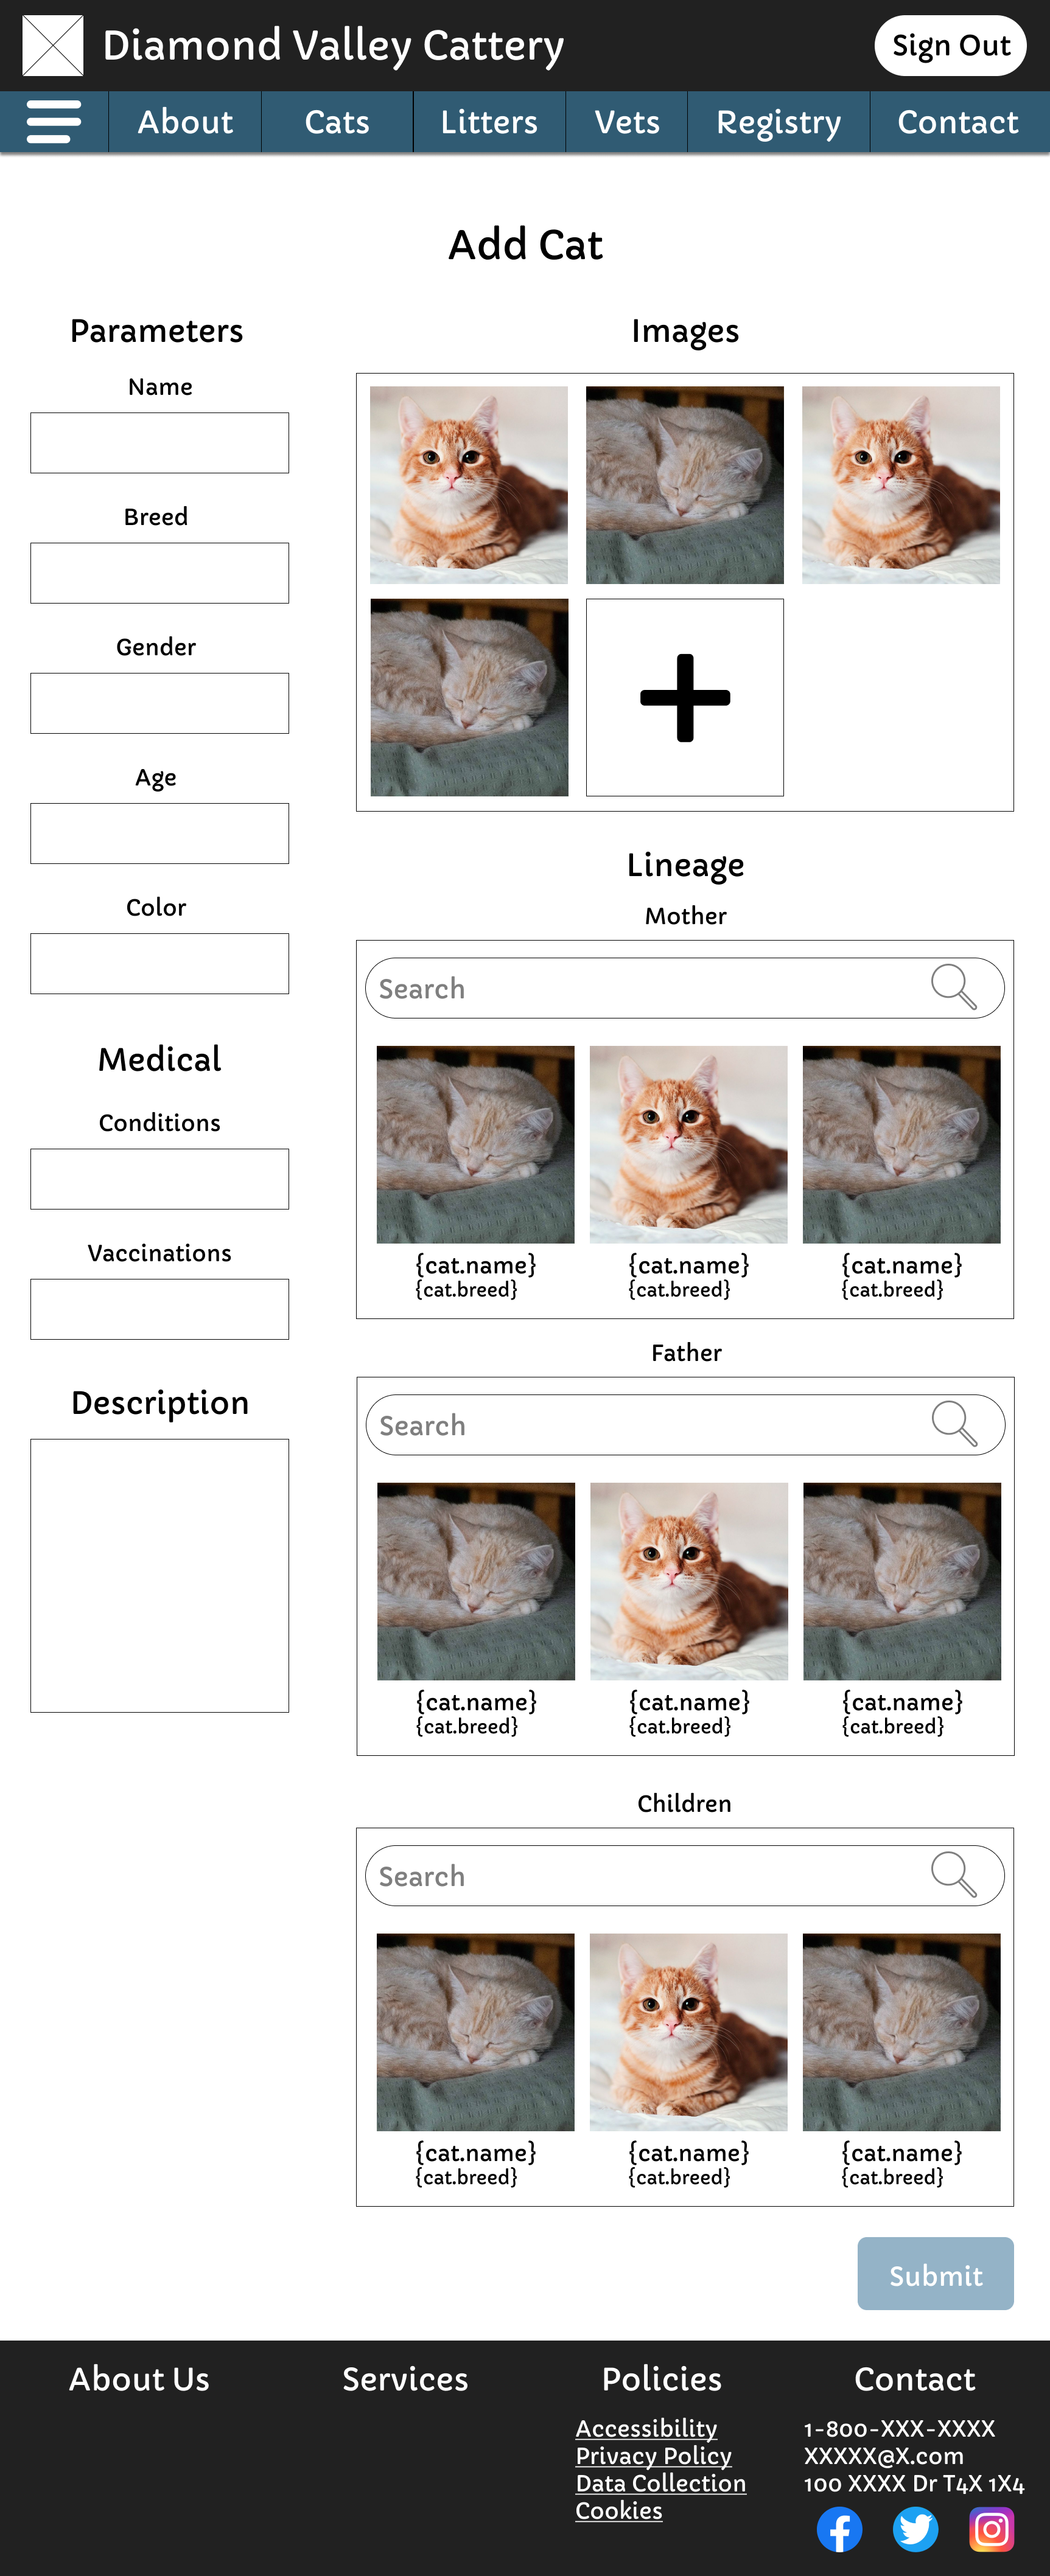 Diamond Valley Cattery
Sign Out
About
Cats
Litters
Vets
Registry
Contact
Add Cat
Parameters
Name
Breed
Gender
Age
Color
Medical
Conditions
Vaccinations
Description
Images
Lineage
Mother
Search
{cat.name}
{cat.breed}
{cat.name}
{cat.breed}
{cat.name}
{cat.breed}
Father
Search
{cat.name}
{cat.breed}
{cat.name}
{cat.breed}
{cat.name}
{cat.breed}
Children
Search
{cat.name}
{cat.breed}
{cat.name}
{cat.breed}
{cat.name}
{cat.breed}
Submit
About Us
Services
Policies
Accessibility
Privacy Policy
Data Collection
Cookies
Contact
1-800-XXX-XXXX
XXXXX@X.com
100 XXXX Dr T4X 1X4